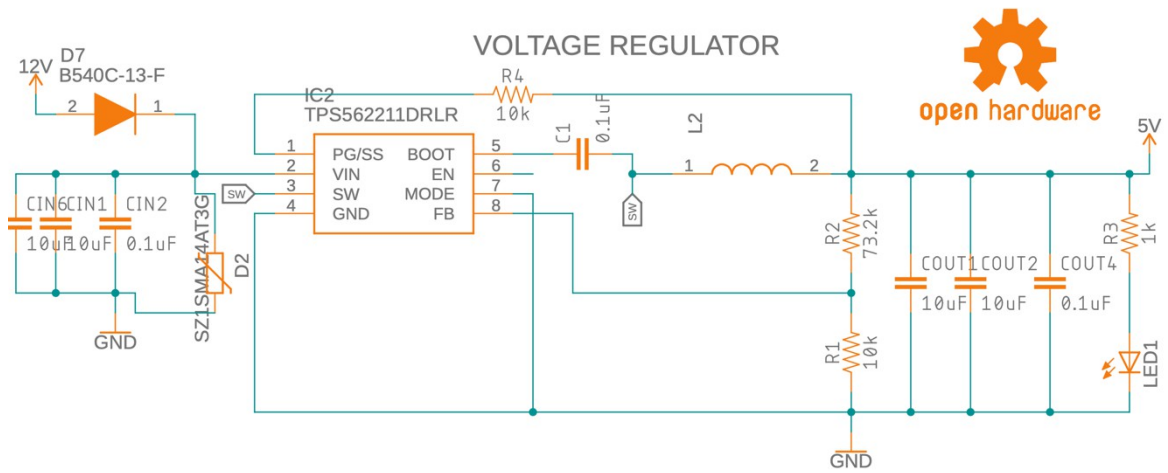 VOLTAGE REGULATOR
open hardware
12V
D7
B540C-13-F
2
1
IC2
TPS562211DRLR
R4
10k
C1
0.1uF
L2
1
2
5V
1
2
3
4
PG/SS
VIN
SW
GND
BOOT
EN
MODE
FB
5
6
7
8
SW
SW
CIN6
10uF
CIN1
10uF
CIN2
0.1uF
SZ1SMA14AT3G
D2
GND
R2
73.2k
R1
10k
COUT1
10uF
COUT2
10uF
COUT4
0.1uF
R3
1k
LED1
GND